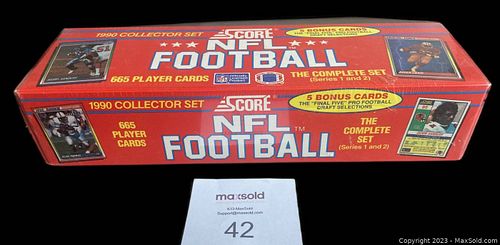 1990 COLLECTOR SET
SCORE
5 BONUS CARDS
NFL
FOOTBALL
665 PLAYER CARDS
THE COMPLETE SET
(Series 1 and 2)
1990 COLLECTOR SET
SCORE
5 BONUS CARDS
THE "FINAL FIVE" PRO FOOTBALL
DRAFT SELECTIONS
665
PLAYER
CARDS
NFL™
FOOTBALL
THE
COMPLETE
SET
(Series 1 and 2)
maxsold
Support@maxsold.com
42
Copyright 2023 - MaxSold.com